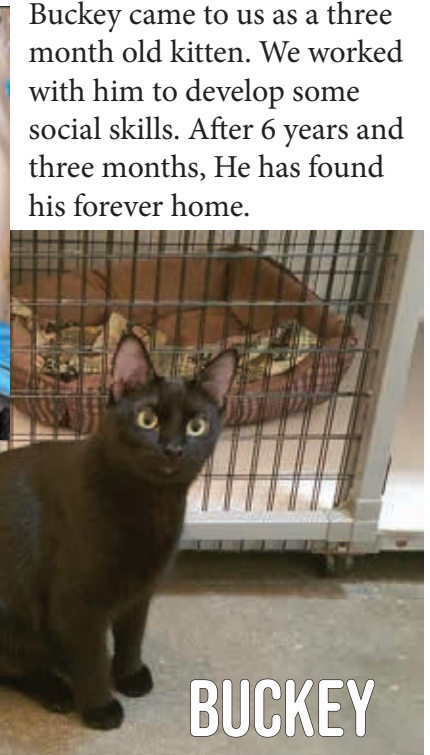 Buckey came to us as a three
month old kitten. We worked
with him to develop some
social skills. After 6 years and
three months, He has found
his forever home.
BUCKEY